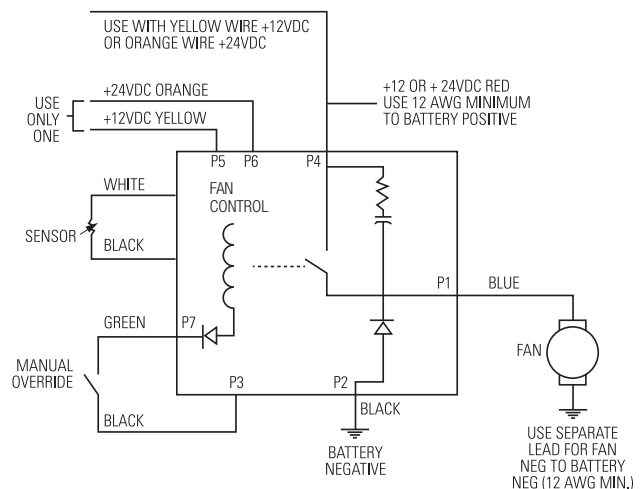 USE WITH YELLOW WIRE +12VDC
OR ORANGE WIRE +24VDC
+24VDC ORANGE
+12VDC YELLOW
USE
ONLY
ONE
+12 OR + 24VDC RED
USE 12 AWG MINIMUM
TO BATTERY POSITIVE
P5
P6
P4
WHITE
FAN
CONTROL
SENSOR
BLACK
P1
BLUE
GREEN
P7
FAN
MANUAL
OVERRIDE
P3
P2
BLACK
BLACK
BATTERY
NEGATIVE
USE SEPARATE
LEAD FOR FAN
NEG TO BATTERY
NEG (12 AWG MIN.)